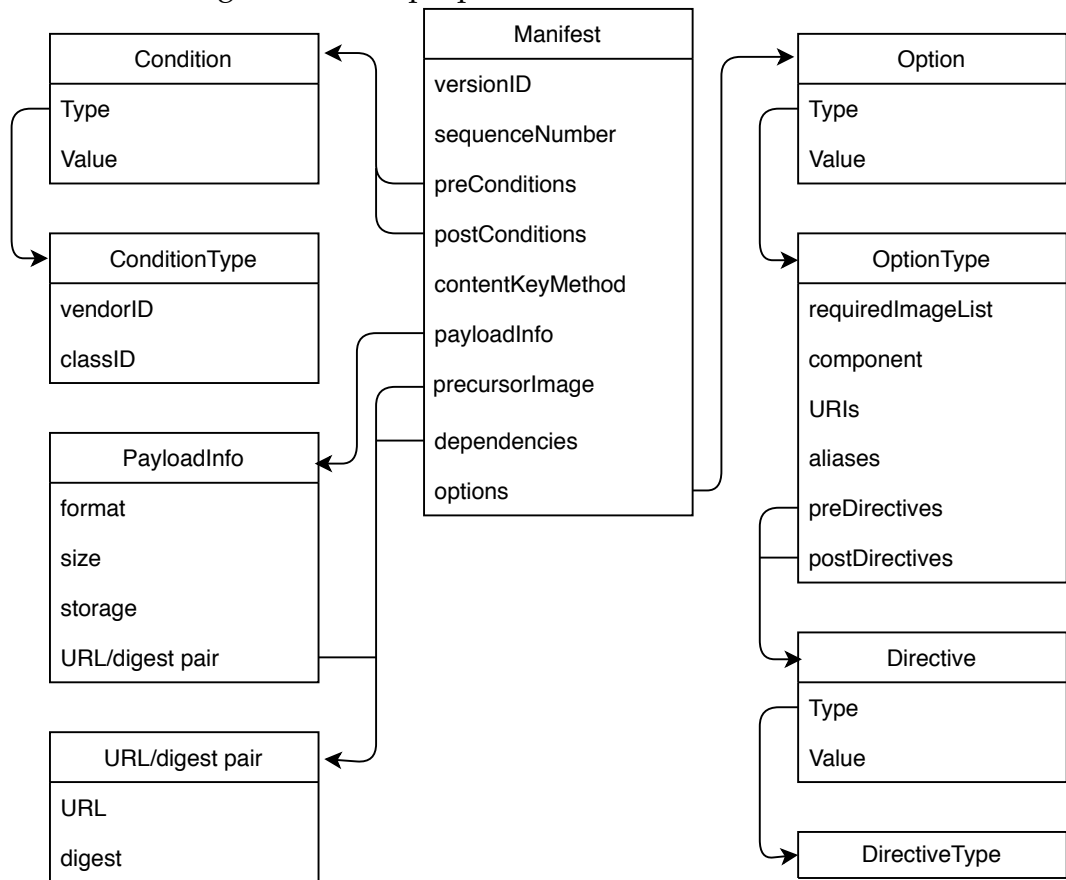 Manifest
versionID
sequenceNumber
preConditions
postConditions
contentKeyMethod
payloadInfo
precursorImage
dependencies
options
Condition
Type
Value
ConditionType
vendorID
classID
PayloadInfo
format
size
storage
URL/digest pair
URL/digest pair
URL
digest
Option
Type
Value
OptionType
requiredImageList
component
URIs
aliases
preDirectives
postDirectives
Directive
Type
Value
DirectiveType